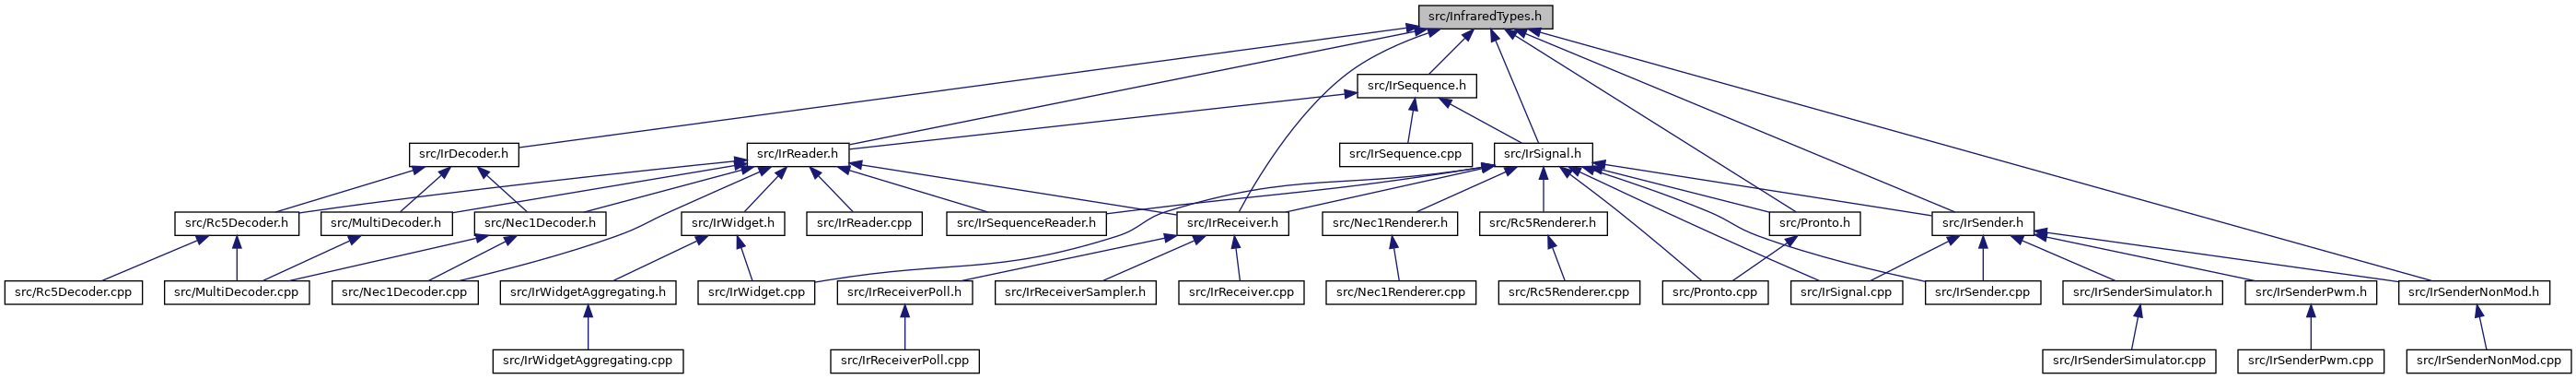 src/InfraredTypes.h
src/IrSequence.h
src/IrDecoder.h
src/IrReader.h
src/IrSequence.cpp
src/IrSignal.h
src/Rc5Decoder.h
src/MultiDecoder.h
src/Nec1Decoder.h
src/IrWidget.h
src/IrReader.cpp
src/IrSequenceReader.h
src/IrReceiver.h
src/Nec1Renderer.h
src/Rc5Renderer.h
src/Pronto.h
src/IrSender.h
src/Rc5Decoder.cpp
src/MultiDecoder.cpp
src/Nec1Decoder.cpp
src/IrWidgetAggregating.h
src/IrWidget.cpp
src/IrReceiverPoll.h
src/IrReceiverSampler.h
src/IrReceiver.cpp
src/Nec1Renderer.cpp
src/Rc5Renderer.cpp
src/Pronto.cpp
src/IrSignal.cpp
src/IrSender.cpp
src/IrSenderSimulator.h
src/IrSenderPwm.h
src/IrSenderNonMod.h
src/IrWidgetAggregating.cpp
src/IrReceiverPoll.cpp
src/IrSenderSimulator.cpp
src/IrSenderPwm.cpp
src/IrSenderNonMod.cpp